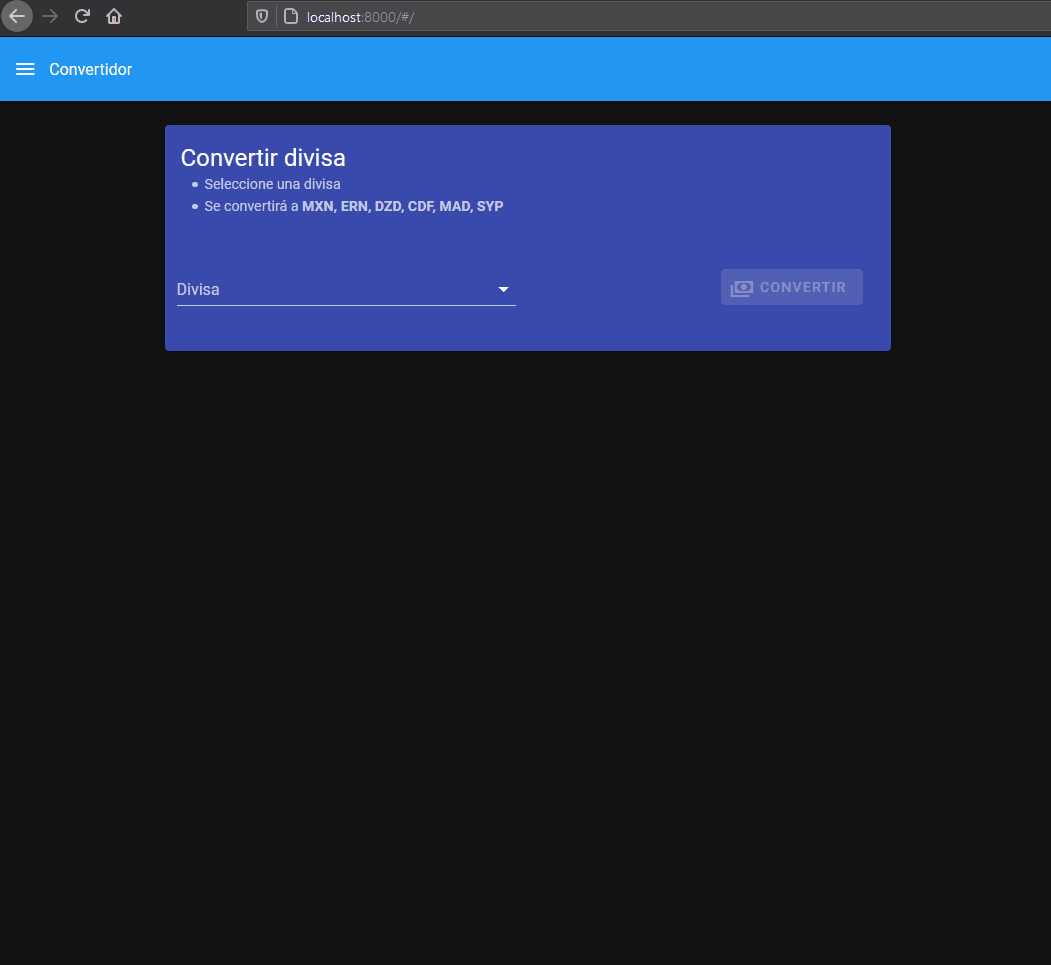 localhost:8000/#/
Convertidor
Convertir divisa
Seleccione una divisa
Se convertirá a MXN, ERN, DZD, CDF, MAD, SYP
Divisa
CONVERTIR